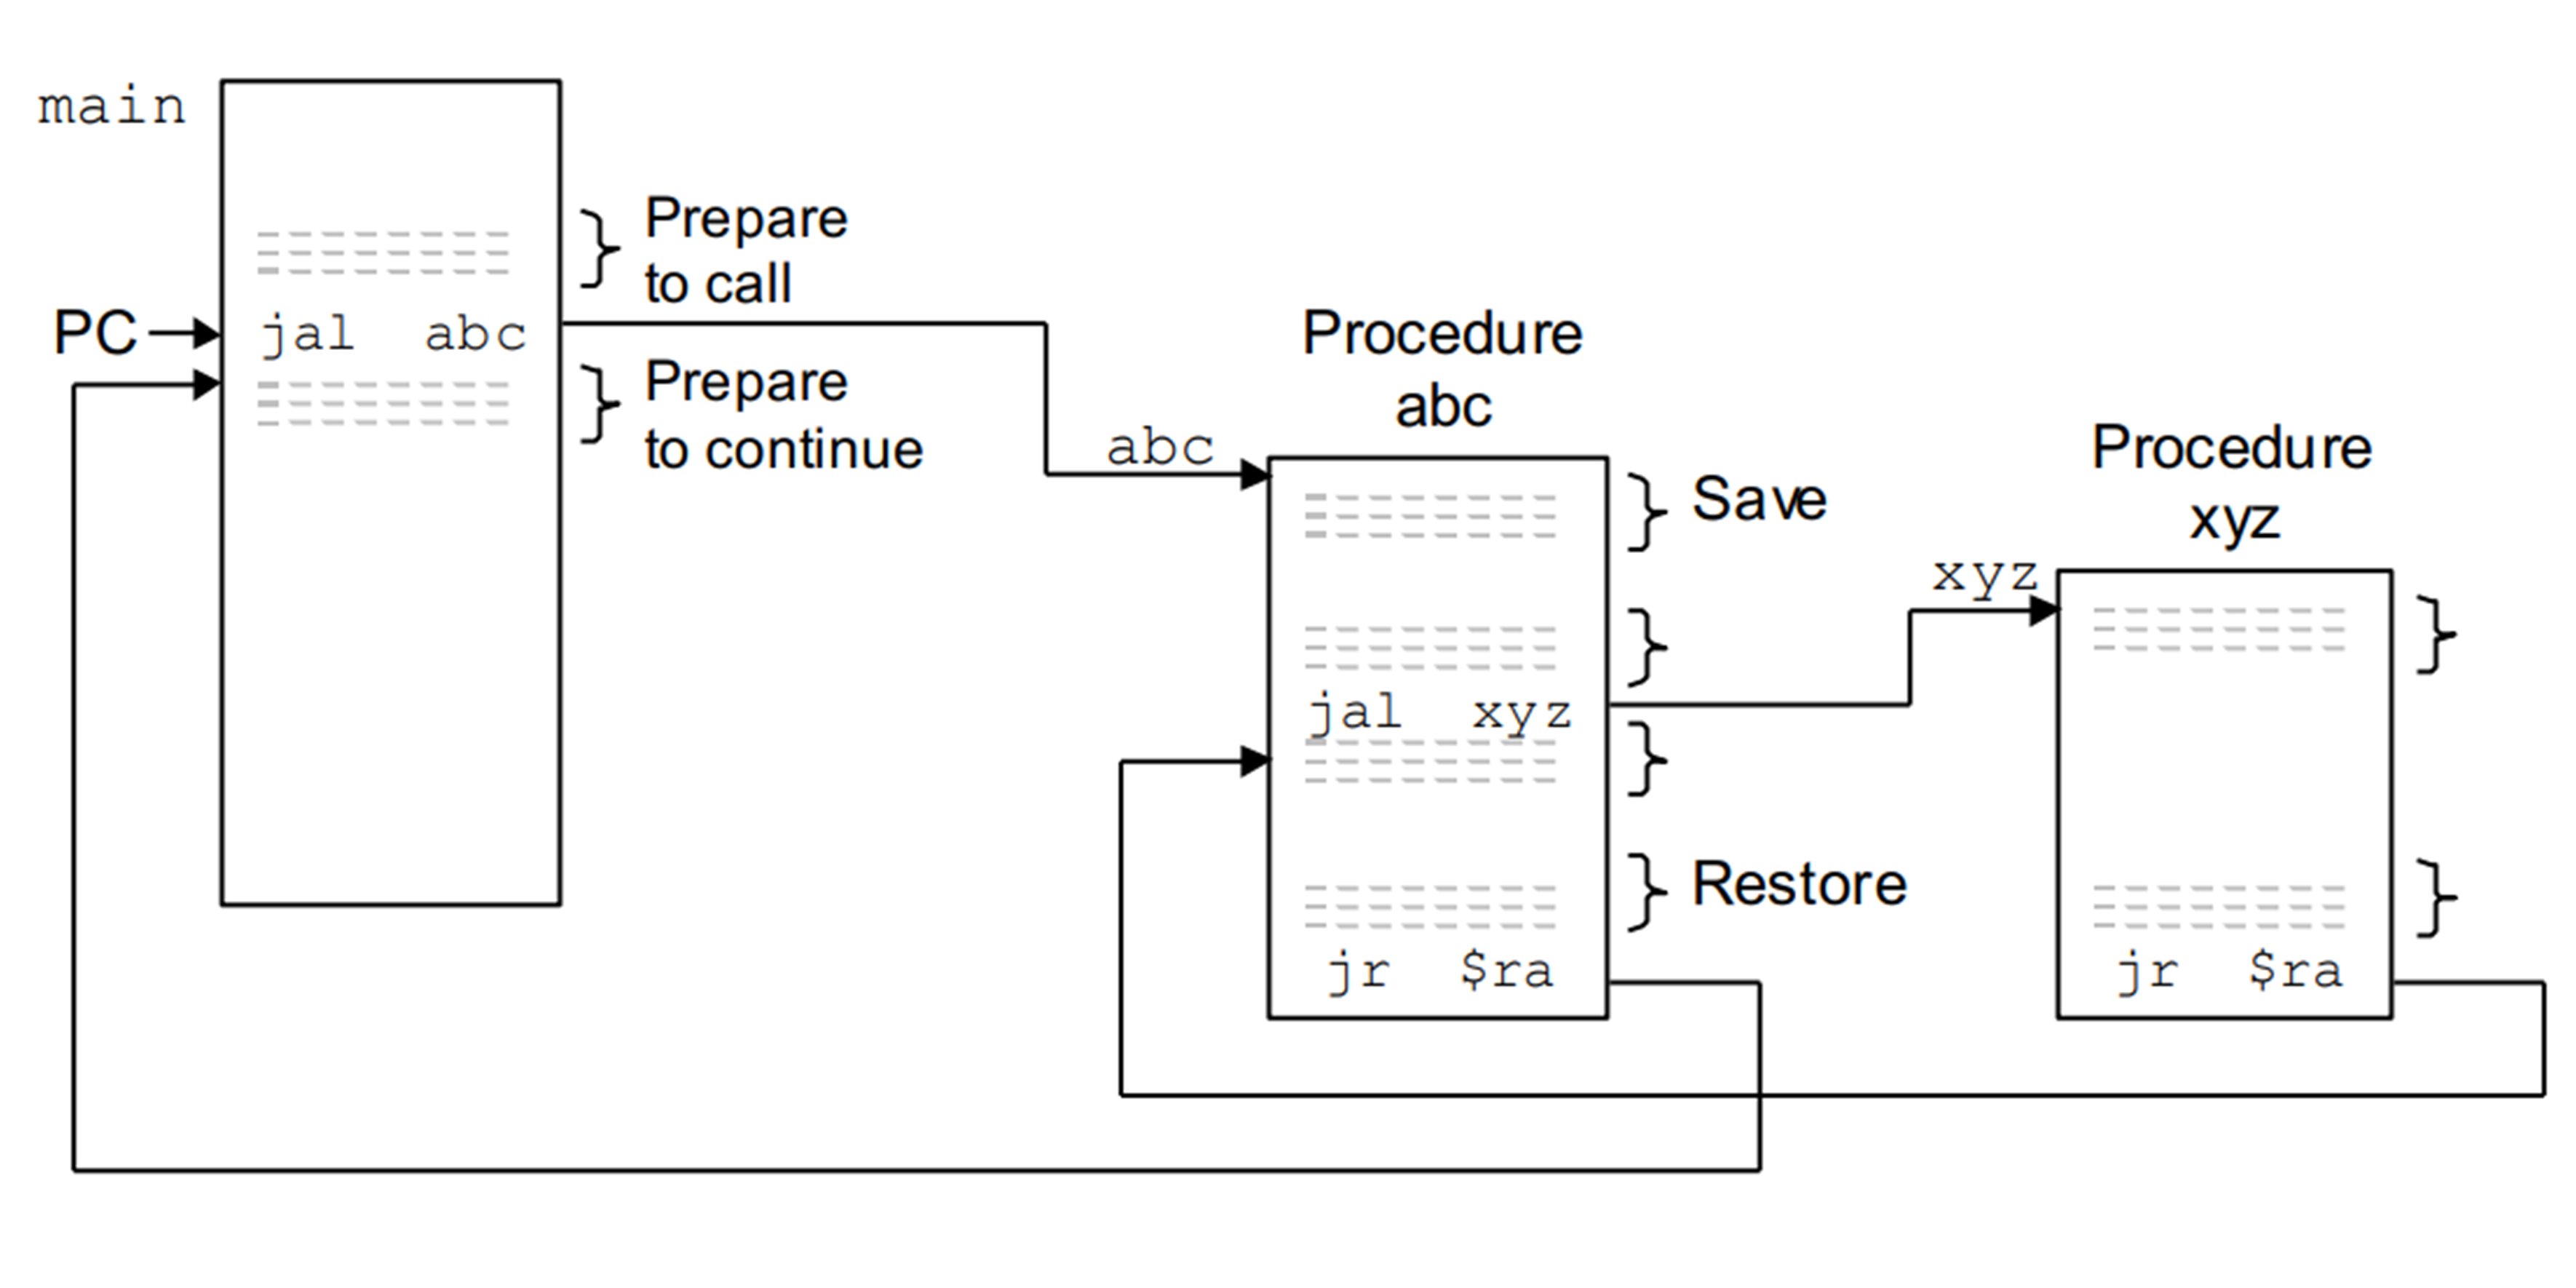 main
Prepare
to call
PC
jal abc
Prepare
to continue
Procedure
abc
abc
Save
Procedure
xyz
xyz
jal xyz
Restore
jr $ra
jr $ra